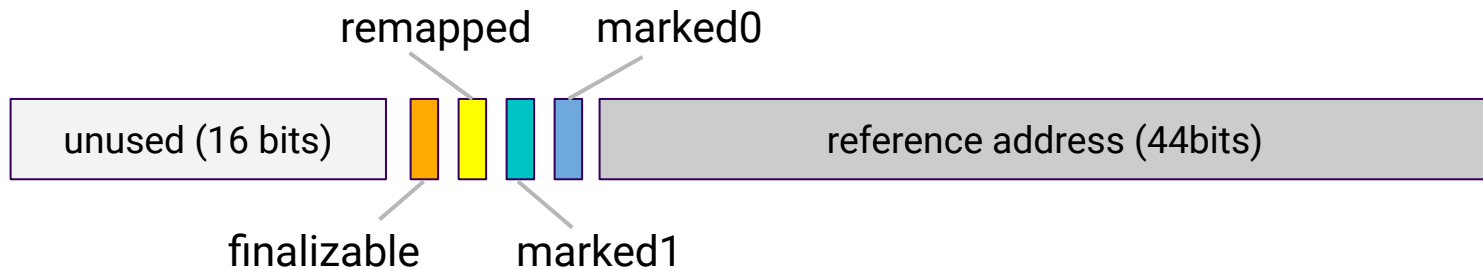 remapped marked0
unused (16 bits) reference address (44bits)
finalizable marked1